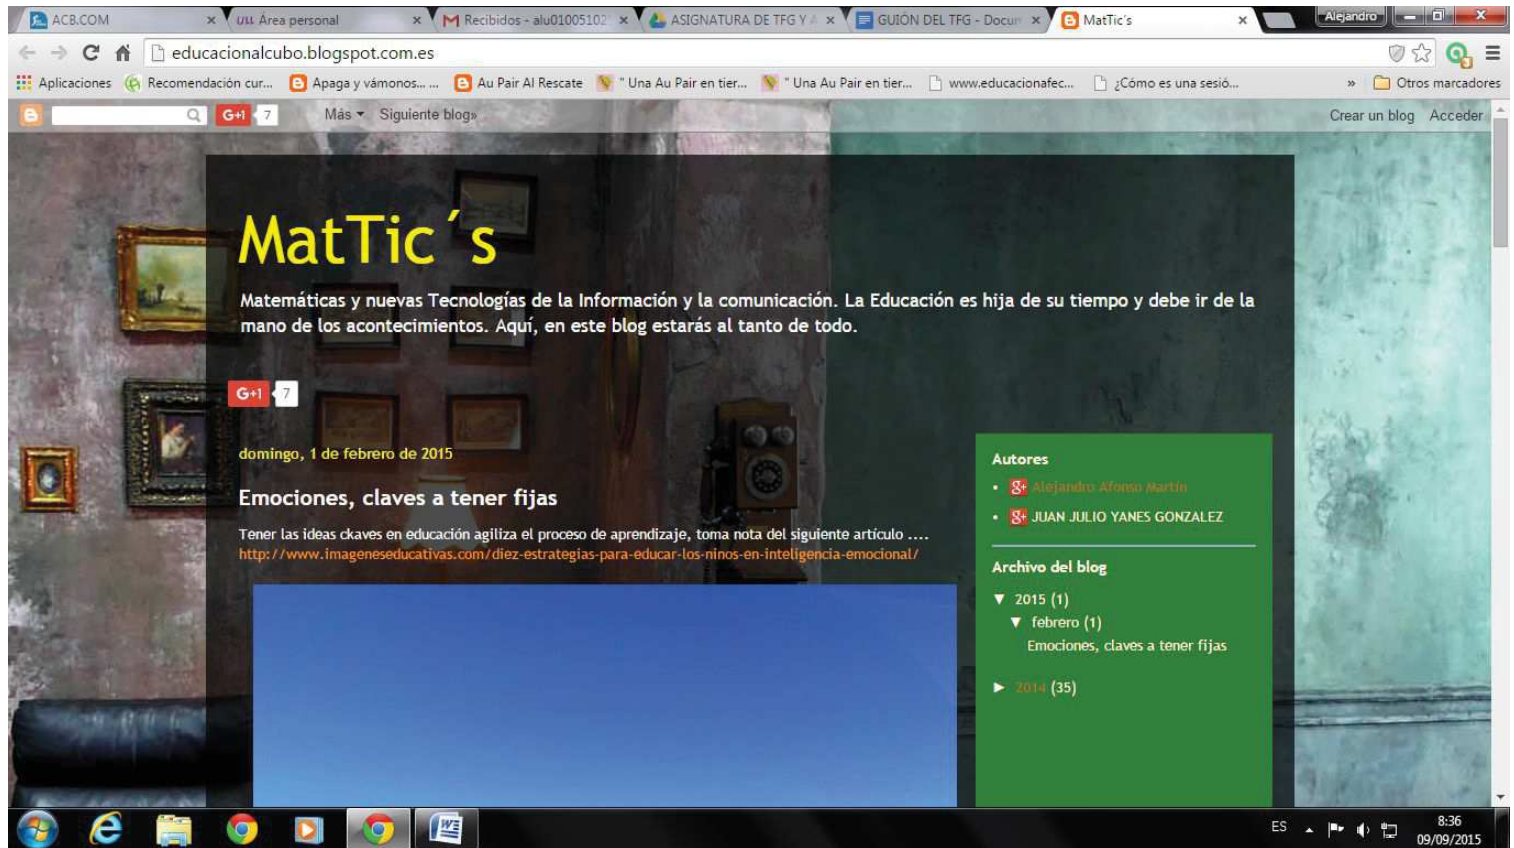 ACB.COM
ULL Área personal
Recibidos - alu01005102
ASIGNATURA DE TFG Y A
GUIÓN DEL TFG - Docum
MatTic´s
Alejandro
educacionalcubo.blogspot.com.es
Aplicaciones
Recomendación cur...
Apaga y vámonos... ...
Au Pair Al Rescate
" Una Au Pair en tier...
" Una Au Pair en tier...
www.educacionafec...
¿Cómo es una sesió...
»
Otros marcadores
G+1 7
Más
Siguiente blog»
Crear un blog
Acceder
MatTic´s
Matemáticas y nuevas Tecnologías de la Información y la comunicación. La Educación es hija de su tiempo y debe ir de la
mano de los acontecimientos. Aquí, en este blog estarás al tanto de todo.
G+1 7
domingo, 1 de febrero de 2015
Emociones, claves a tener fijas
Tener las ideas ckaves en educación agiliza el proceso de aprendizaje, toma nota del siguiente artículo ....
http://www.imageneseducativas.com/diez-estrategias-para-educar-los-ninos-en-inteligencia-emocional/
Autores
Alejandro Afonso Martín
JUAN JULIO YANES GONZALEZ
Archivo del blog
▼ 2015 (1)
▼ febrero (1)
Emociones, claves a tener fijas
► 2014 (35)
ES
8:36
09/09/2015